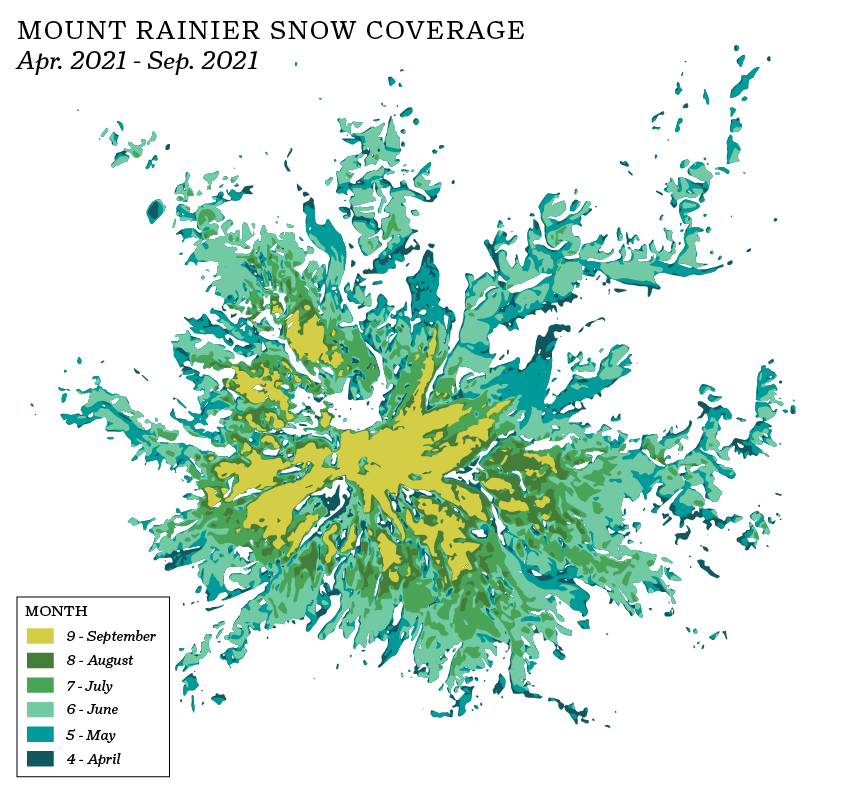 MOUNT RAINIER SNOW COVERAGE
Apr. 2021 - Sep. 2021
MONTH
9 - September
8 - August
7 - July
6 - June
5 - May
4 - April